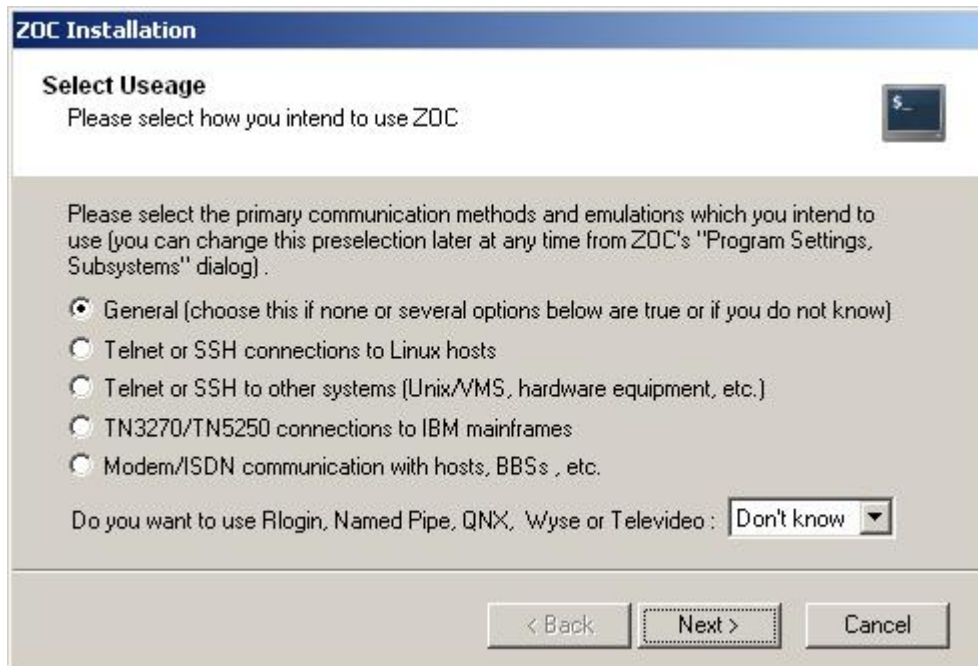 ZOC Installation
Select Useage
Please select how you intend to use ZOC
$_
Please select the primary communication methods and emulations which you intend to
use (you can change this preselection later at any time from ZOC's "Program Settings,
Subsystems" dialog) .
General (choose this if none or several options below are true or if you do not know)
Telnet or SSH connections to Linux hosts
Telnet or SSH to other systems (Unix/VMS, hardware equipment, etc.)
TN3270/TN5250 connections to IBM mainframes
Modem/ISDN communication with hosts, BBSs , etc.
Do you want to use Rlogin, Named Pipe, QNX, Wyse or Televideo : Don't know
< Back Next > Cancel